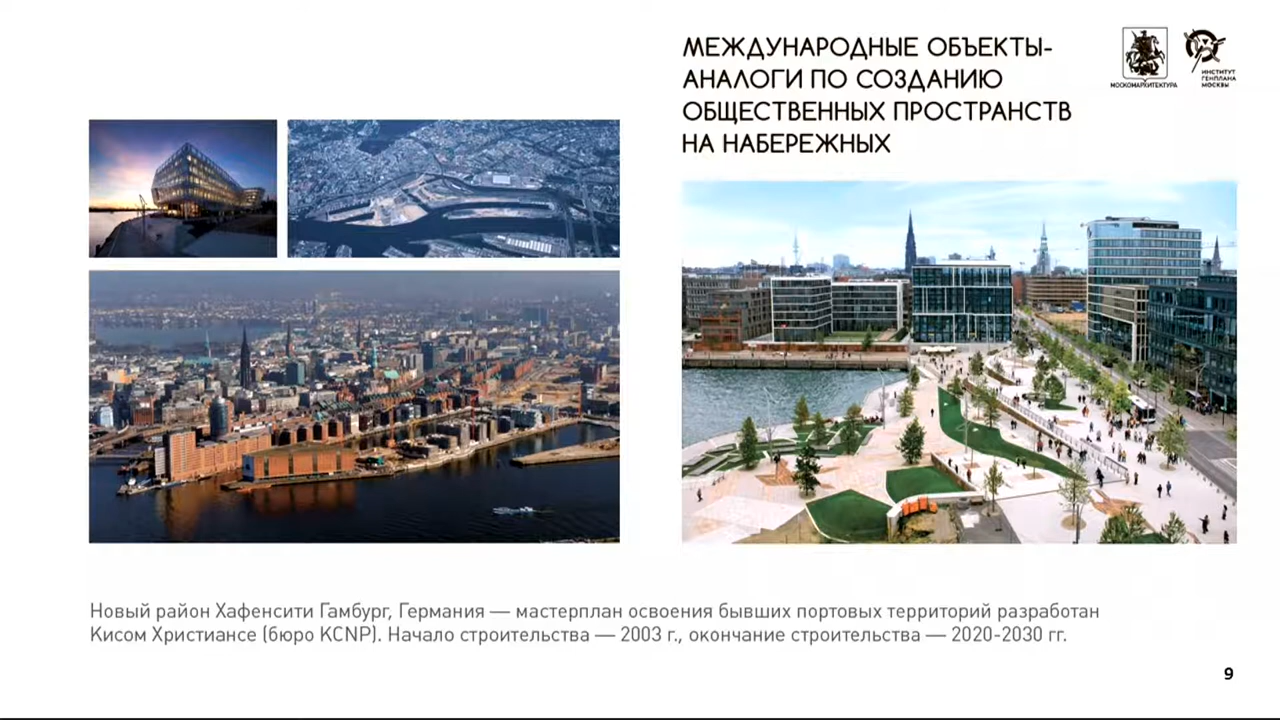 МЕЖДУНАРОДНЫЕ ОБЪЕКТЫ-
АНАЛОГИ ПО СОЗДАНИЮ
ОБЩЕСТВЕННЫХ ПРОСТРАНСТВ
НА НАБЕРЕЖНЫХ
МОСКОМАРХИТЕКТУРА
ИНСТИТУТ
ГЕНПЛАНА
МОСКВЫ
Новый район Хафенсити Гамбург, Германия — мастерплан освоения бывших портовых территорий разработан
Кисом Христиансе (бюро KCNP). Начало строительства — 2003 г., окончание строительства — 2020-2030 гг.
9